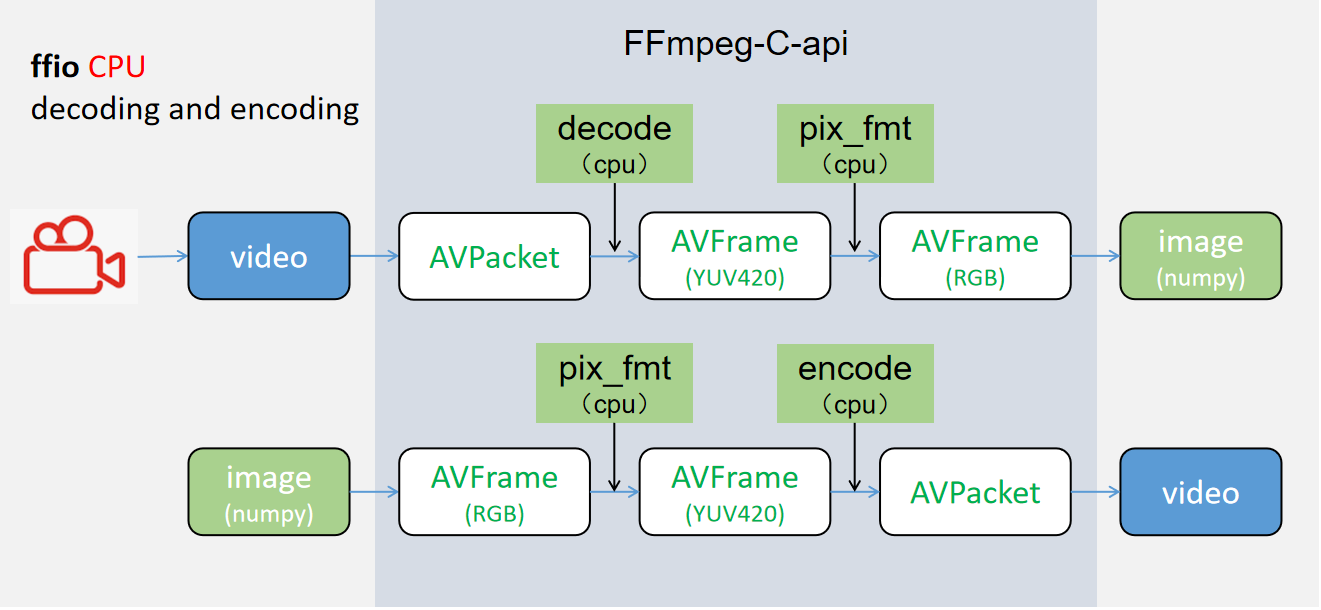 FFmpeg-C-api
ffio CPU
decoding and encoding
decode
（cpu）
pix_fmt
（cpu）
video
AVPacket
AVFrame
(YUV420)
AVFrame
(RGB)
image
(numpy)
pix_fmt
（cpu）
encode
（cpu）
image
(numpy)
AVFrame
(RGB)
AVFrame
(YUV420)
AVPacket
video